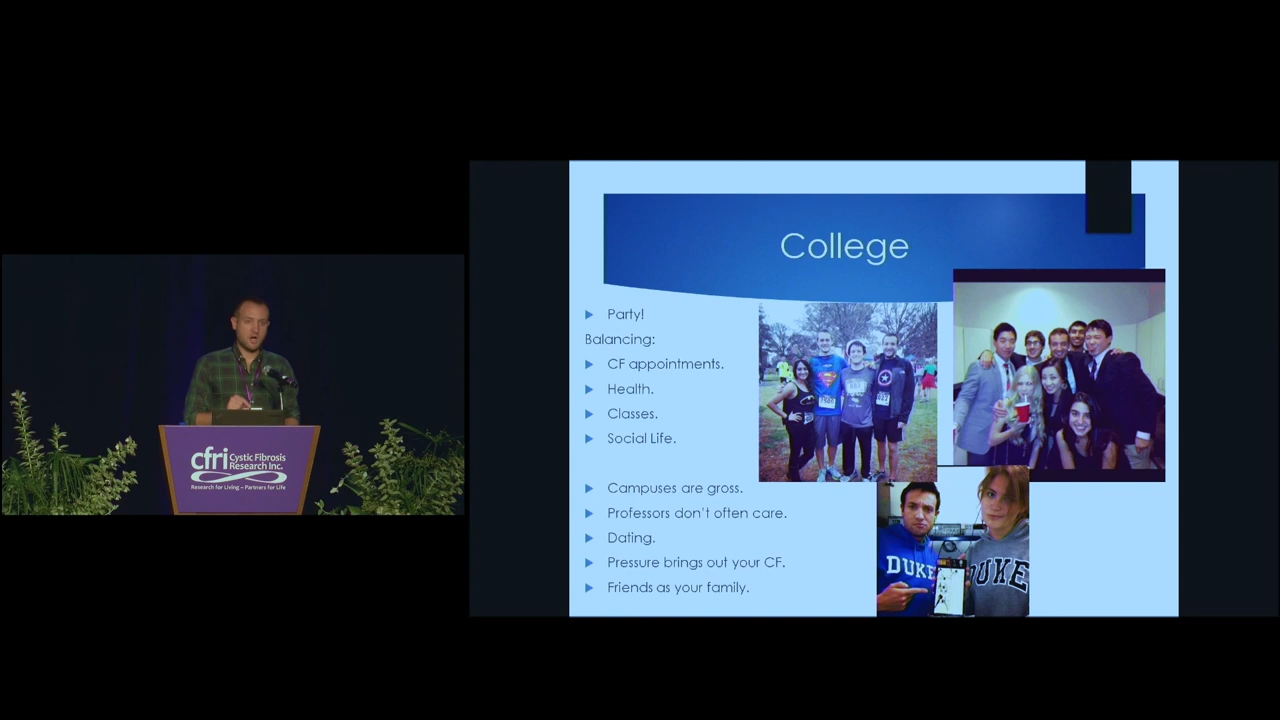 cfri Cystic Fibrosis
Research Inc.
Research for Living ~ Partners for Life
College
Party!
Balancing:
CF appointments.
Health.
Classes.
Social Life.
Campuses are gross.
Professors don't often care.
Dating.
Pressure brings out your CF.
Friends as your family.
DUKE
DUKE